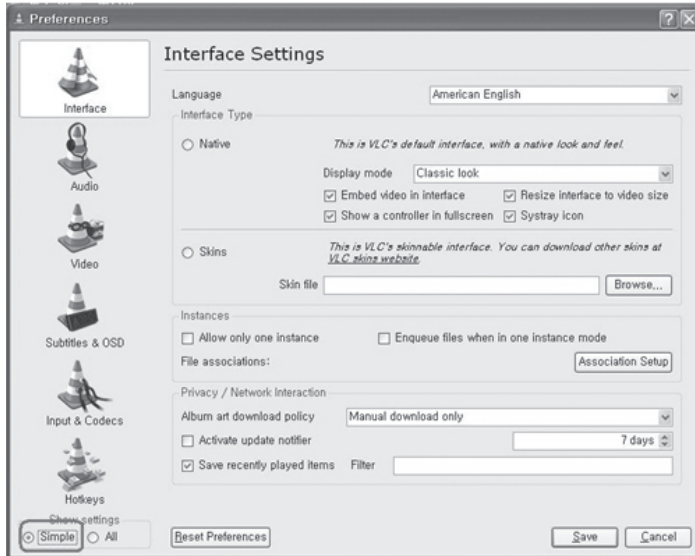 Preferences
Interface
Audio
Video
Subtitles & OSD
Input & Codecs
Hotkeys
Show settings
Simple
All
Interface Settings
Language American English
Interface Type
Native This is VLC's default interface, with a native look and feel.
Display mode Classic look
Embed video in interface Resize interface to video size
Show a controller in fullscreen Systray icon
Skins This is VLC's skinnable interface. You can download other skins at
VLC skins website.
Skin file Browse...
Instances
Allow only one instance Enqueue files when in one instance mode
File associations: Association Setup
Privacy / Network Interaction
Album art download policy Manual download only
Activate update notifier 7 days
Save recently played items Filter
Reset Preferences Save Cancel